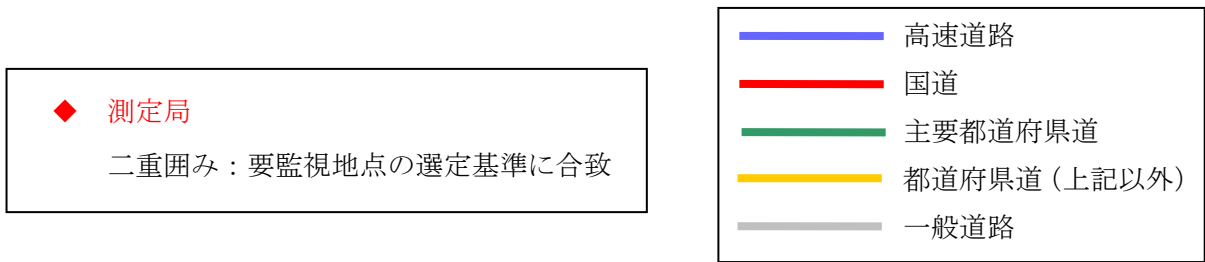 ◆ 測定局
二重囲み：要監視地点の選定基準に合致
高速道路
国道
主要都道府県道
都道府県道（上記以外）
一般道路